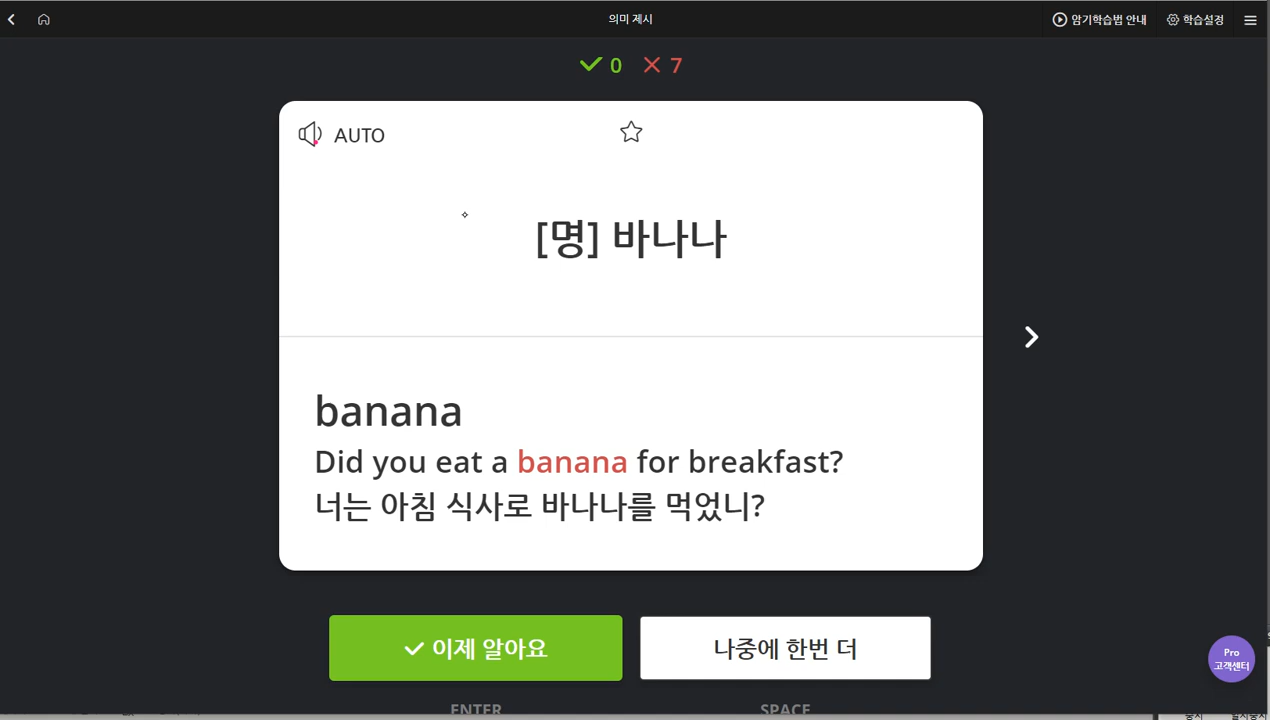 의미 제시
암기학습법 안내
학습설정
0
7
AUTO
[명] 바나나
banana
Did you eat a banana for breakfast?
너는 아침 식사로 바나나를 먹었니?
이제 알아요
나중에 한번 더
ENTER
SPACE
Pro
고객센터